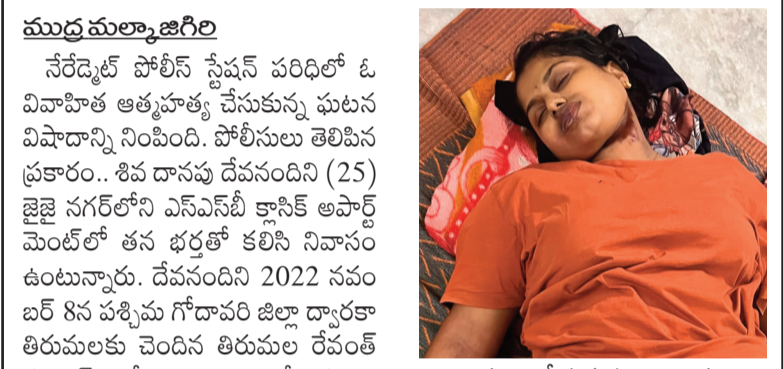 ముద్ర మల్కాజిగిరి
నేరేడ్మెట్ పోలీస్ స్టేషన్ పరిధిలో ఓ
వివాహిత ఆత్మహత్య చేసుకున్న ఘటన
విషాదాన్ని నింపింది. పోలీసులు తెలిపిన
ప్రకారం.. శివ దానపు దేవనందిని (25)
జైజై నగర్‌లోని ఎస్ఎస్‌బీ క్లాసిక్ అపార్ట్
మెంట్‌లో తన భర్తతో కలిసి నివాసం
ఉంటున్నారు. దేవనందిని 2022 నవం
బర్ 8న పశ్చిమ గోదావరి జిల్లా ద్వారకా
తిరుమలకు చెందిన తిరుమల రేవంత్